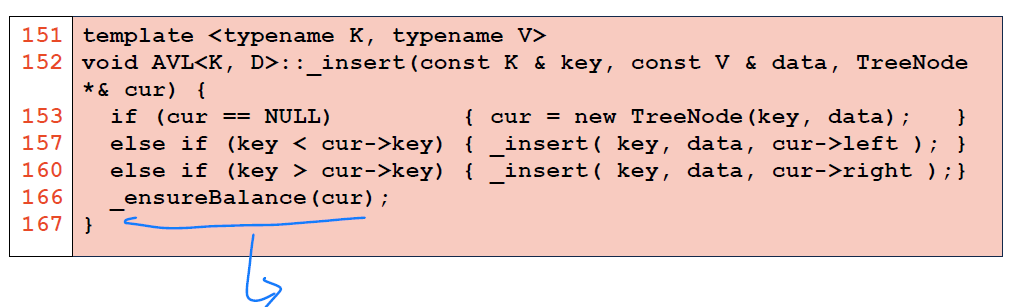 151 template <typename K, typename V>
152 void AVL<K, D>::_insert(const K & key, const V & data, TreeNode
*& cur) {
153 if (cur == NULL) { cur = new TreeNode(key, data); }
157 else if (key < cur->key) { _insert( key, data, cur->left ); }
160 else if (key > cur->key) { _insert( key, data, cur->right );}
166 _ensureBalance(cur);
167 }